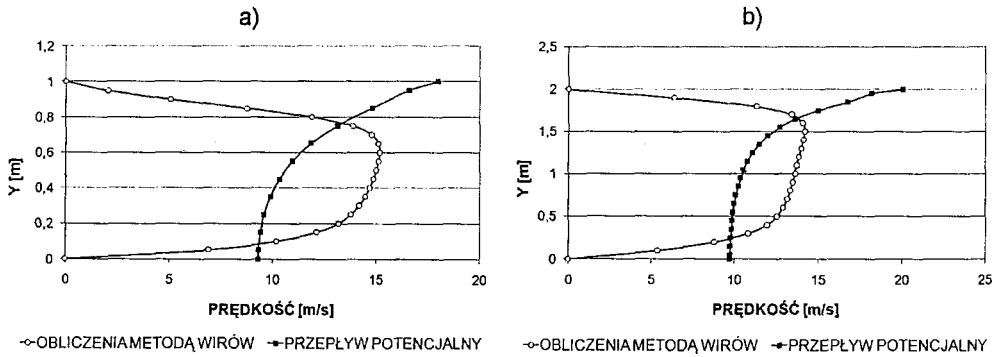 a)
1,2
1
0,8
0,6
0,4
0,2
0
Y [m]
0 5 10 15 20
PRĘDKOŚĆ [m/s]
OBLICZENIA METODĄ WIRÓW PRZEPŁYW POTENCJALNY
b)
2,5
2
1,5
1
0,5
0
Y [m]
0 5 10 15 20 25
PRĘDKOŚĆ [m/s]
OBLICZENIA METODĄ WIRÓW PRZEPŁYW POTENCJALNY